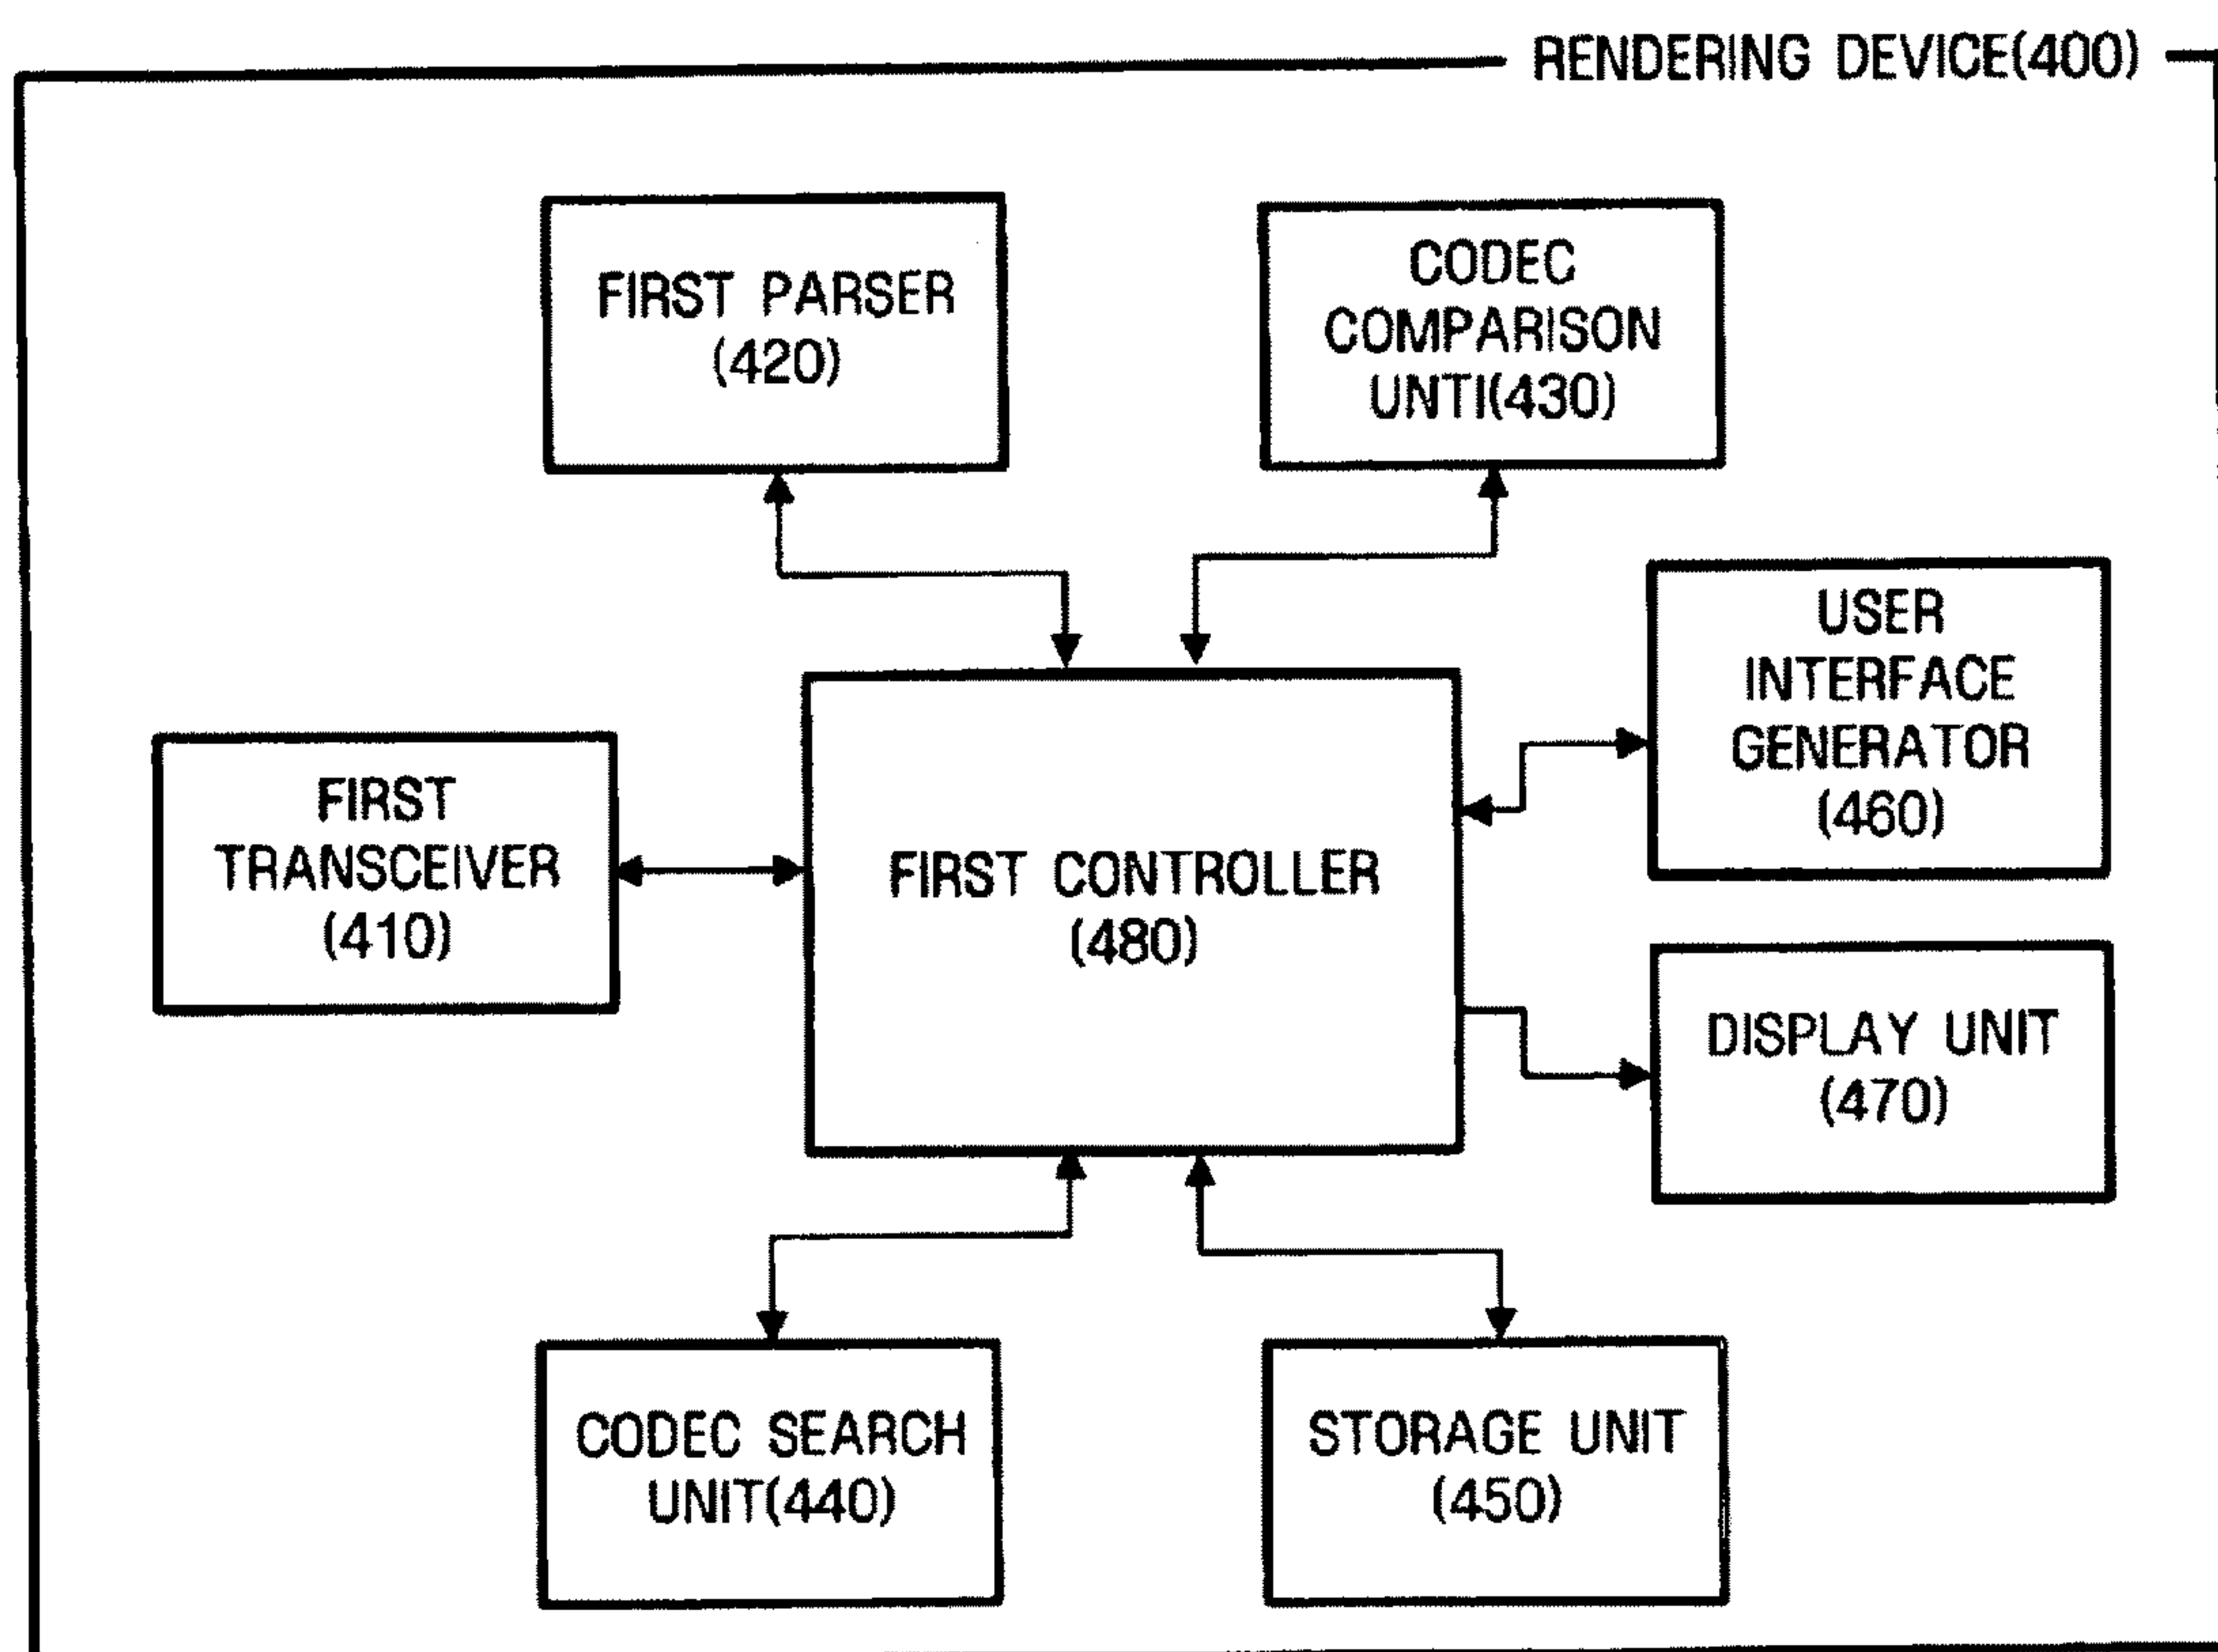 RENDERING DEVICE(400)
FIRST PARSER
(420)
CODEC
COMPARISON
UNTI(430)
USER
INTERFACE
GENERATOR
(460)
FIRST
TRANSCEIVER
(410)
FIRST CONTROLLER
(480)
DISPLAY UNIT
(470)
CODEC SEARCH
UNIT(440)
STORAGE UNIT
(450)